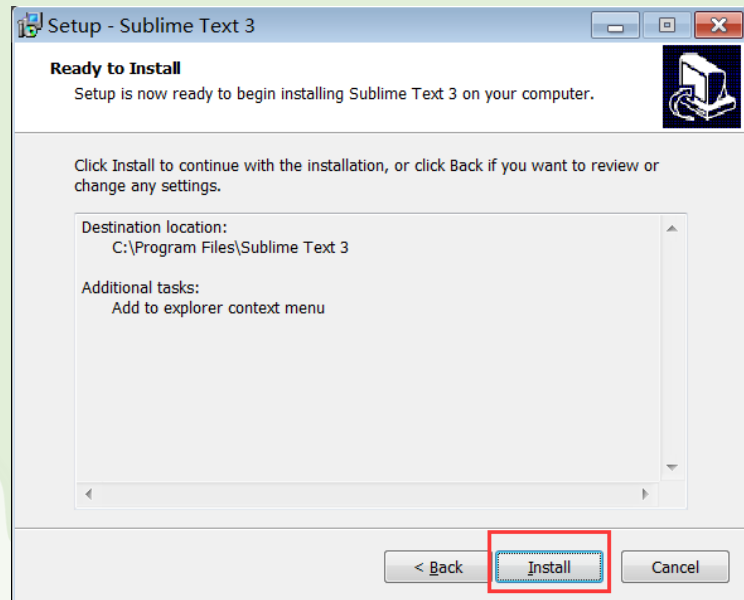 Setup - Sublime Text 3
Ready to Install
Setup is now ready to begin installing Sublime Text 3 on your computer.
Click Install to continue with the installation, or click Back if you want to review or
change any settings.
Destination location:
C:\Program Files\Sublime Text 3
Additional tasks:
Add to explorer context menu
< Back Install Cancel